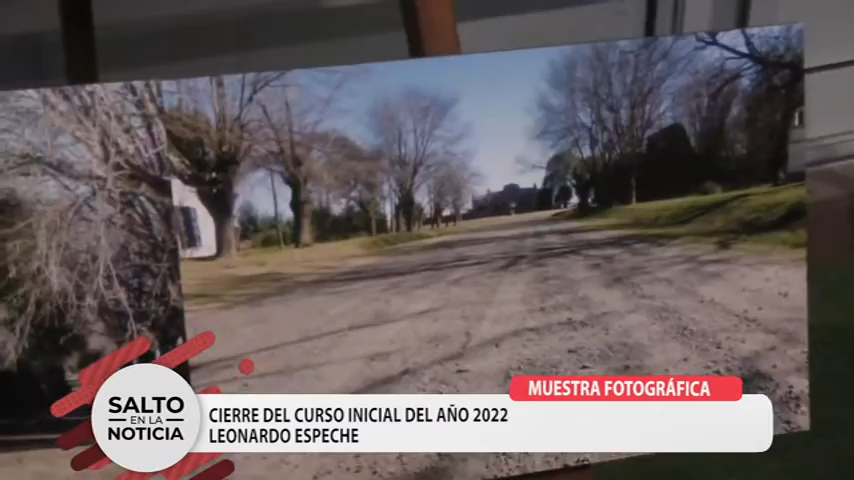 MUESTRA FOTOGRÁFICA
SALTO
EN LA
NOTICIA
CIERRE DEL CURSO INICIAL DEL AÑO 2022
LEONARDO ESPECHE